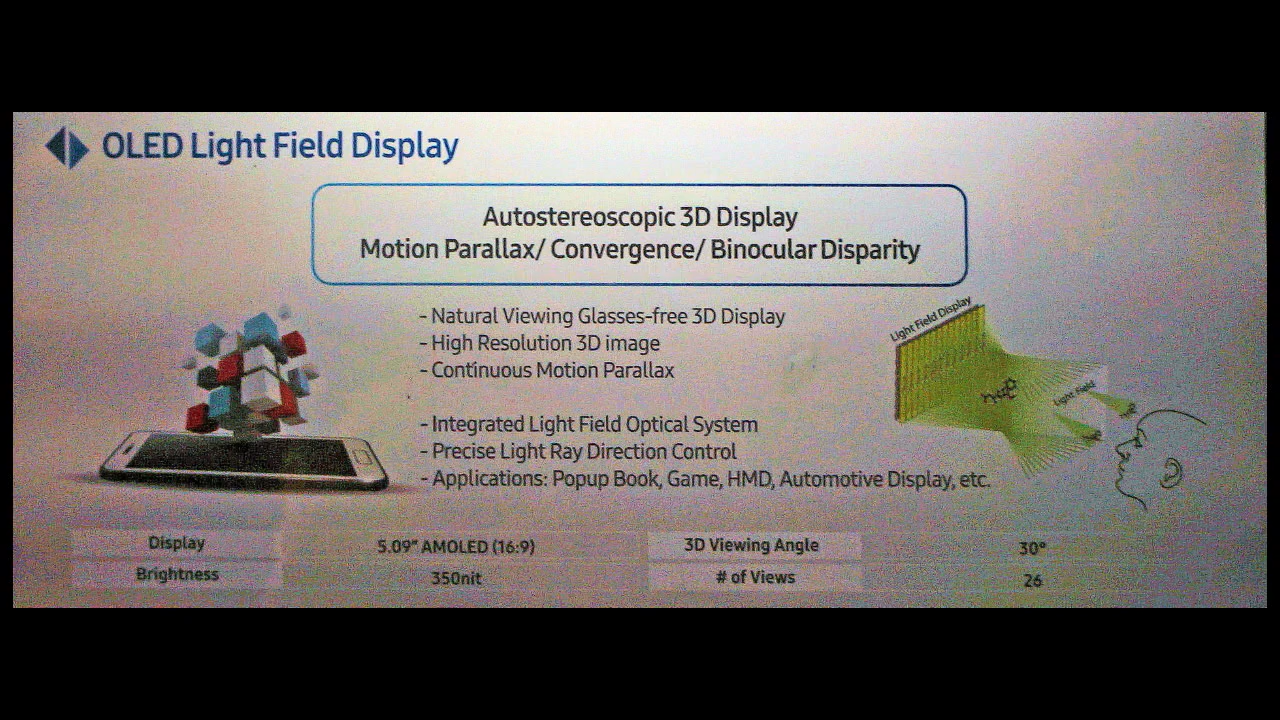 OLED Light Field Display
Autostereoscopic 3D Display
Motion Parallax/ Convergence/ Binocular Disparity
- Natural Viewing Glasses-free 3D Display
- High Resolution 3D image
- Continuous Motion Parallax
- Integrated Light Field Optical System
- Precise Light Ray Direction Control
- Applications: Popup Book, Game, HMD, Automotive Display, etc.
Light Field Display
Light Field
Display 5.09" AMOLED (16:9) 3D Viewing Angle 30°
Brightness 350nit # of Views 26